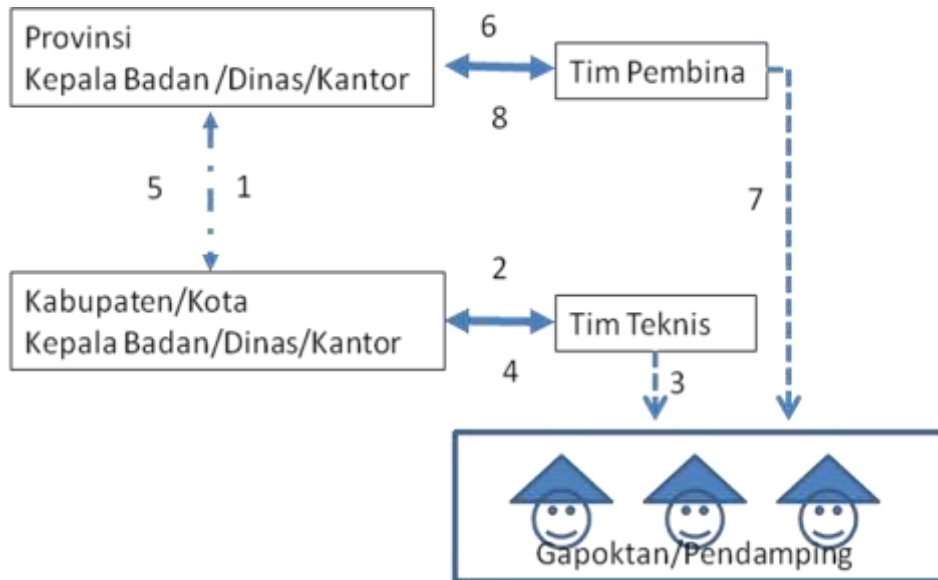 Provinsi
Kepala Badan /Dinas/Kantor
6
Tim Pembina
8
5
1
7
Kabupaten/Kota
Kepala Badan/Dinas/Kantor
2
Tim Teknis
4
3
Gapoktan/Pendamping